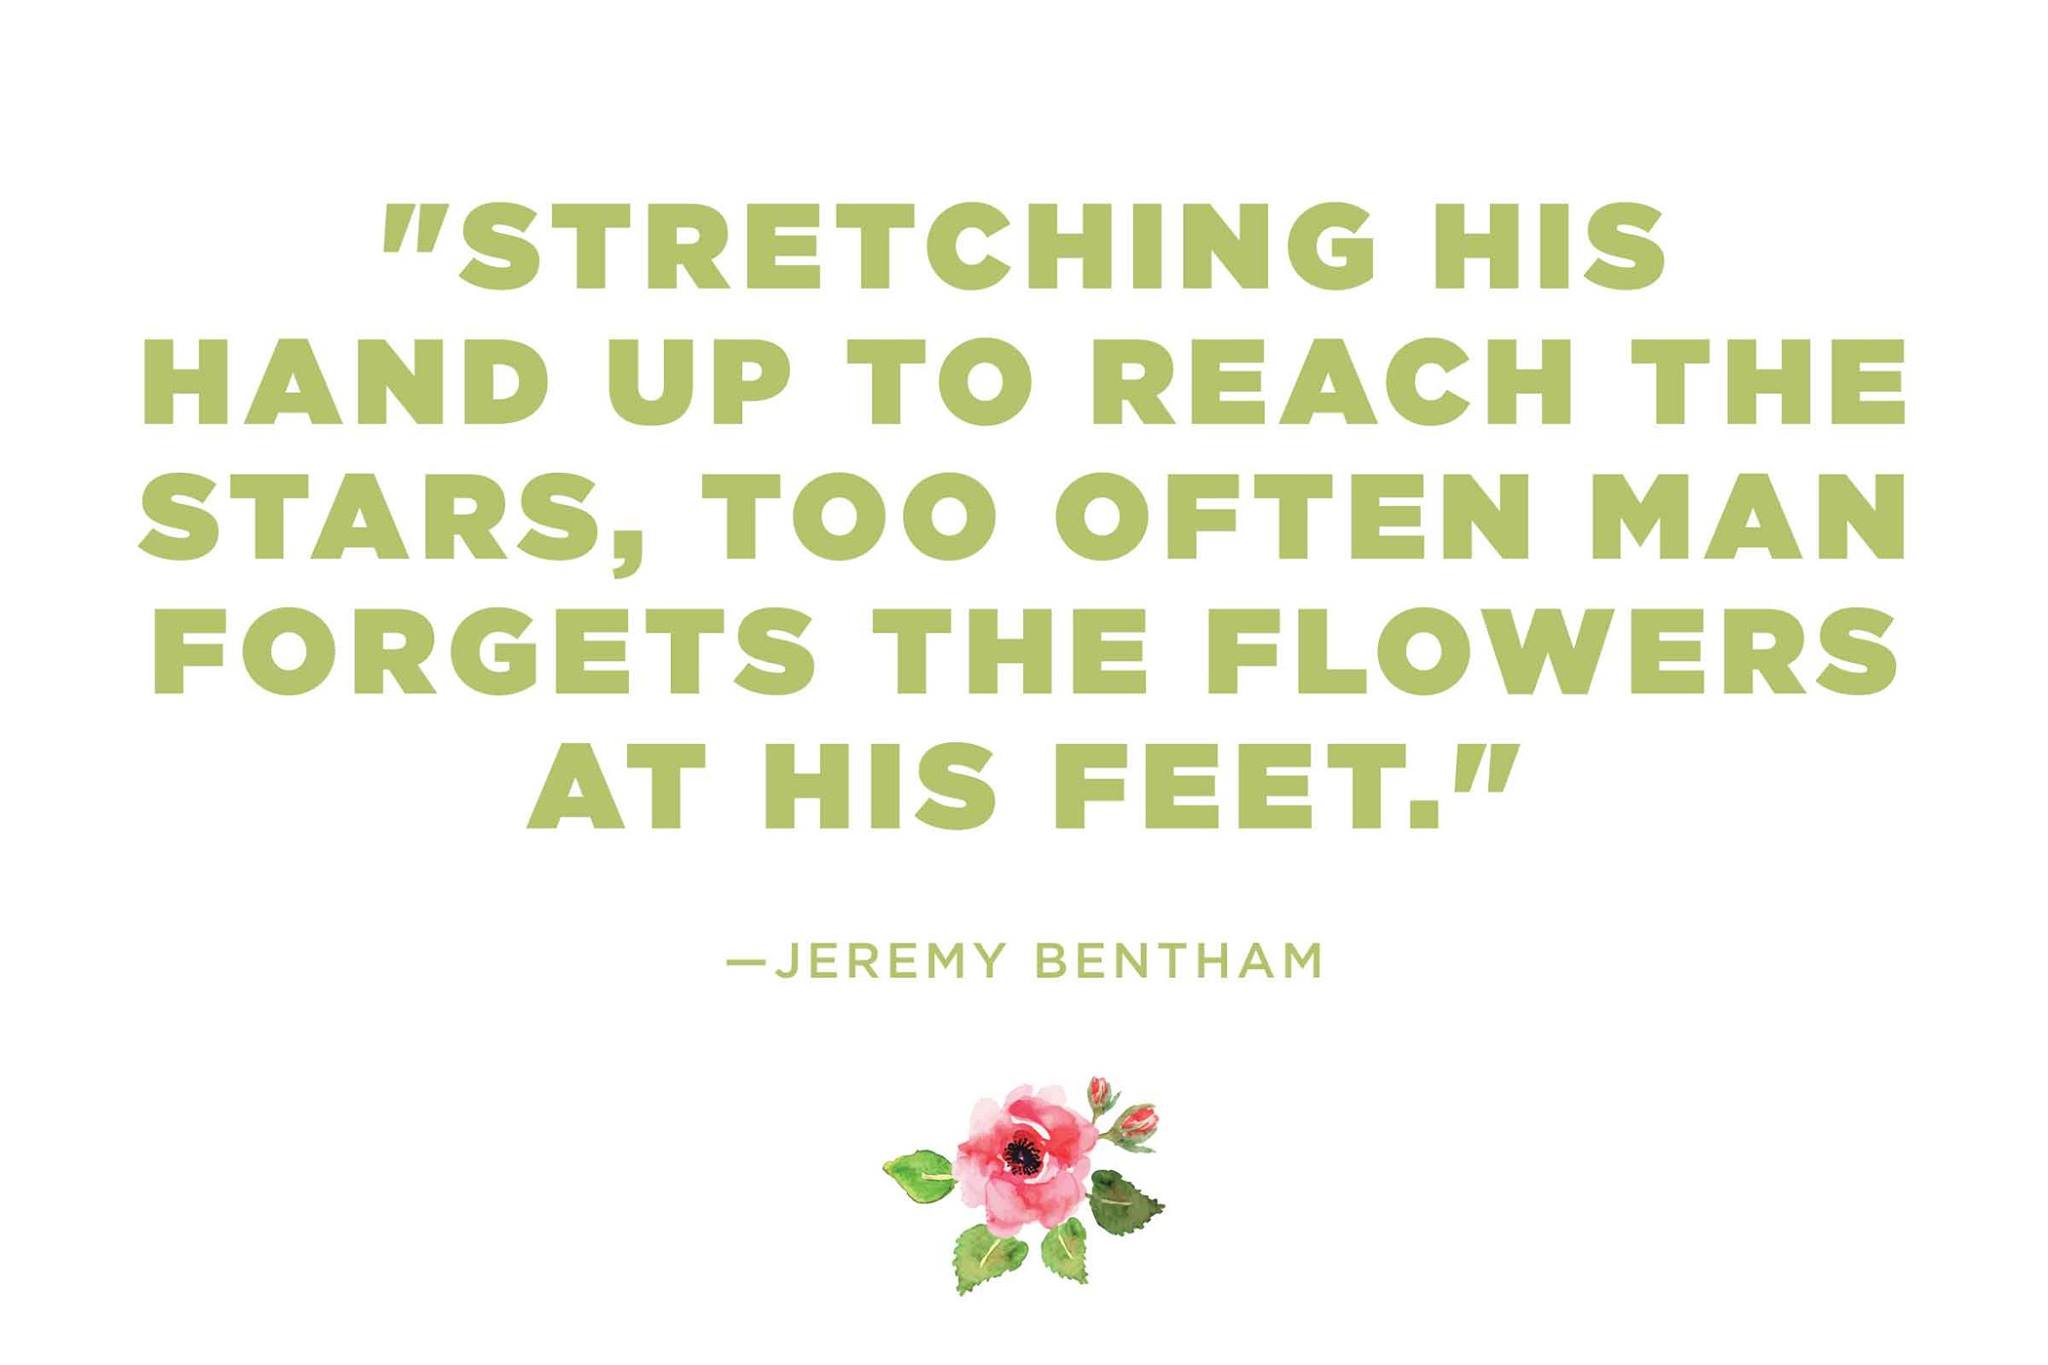 "STRETCHING HIS
HAND UP TO REACH THE
STARS, TOO OFTEN MAN
FORGETS THE FLOWERS
AT HIS FEET."
—JEREMY BENTHAM